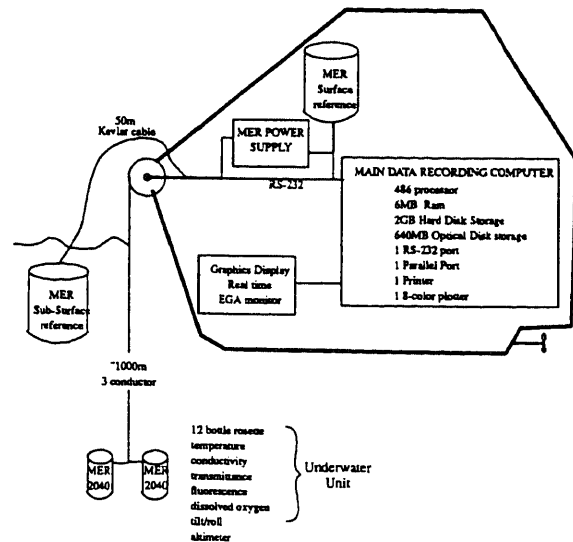 MER
Surface
reference
50m
Kevlar cable
MER POWER
SUPPLY
RS-232
MAIN DATA RECORDING COMPUTER
486 processor
6MB Ram
2GB Hard Disk Storage
640MB Optical Disk storage
1 RS-232 port
1 Parallel Port
1 Printer
1 8-color plotter
Graphics Display
Real time
EGA monitor
MER
Sub-Surface
reference
~1000m
3 conductor
MER
2040
MER
2040
12 bottle rosette
temperature
conductivity
transmittance
fluorescence
dissolved oxygen
tilt/roll
altimeter
Underwater
Unit